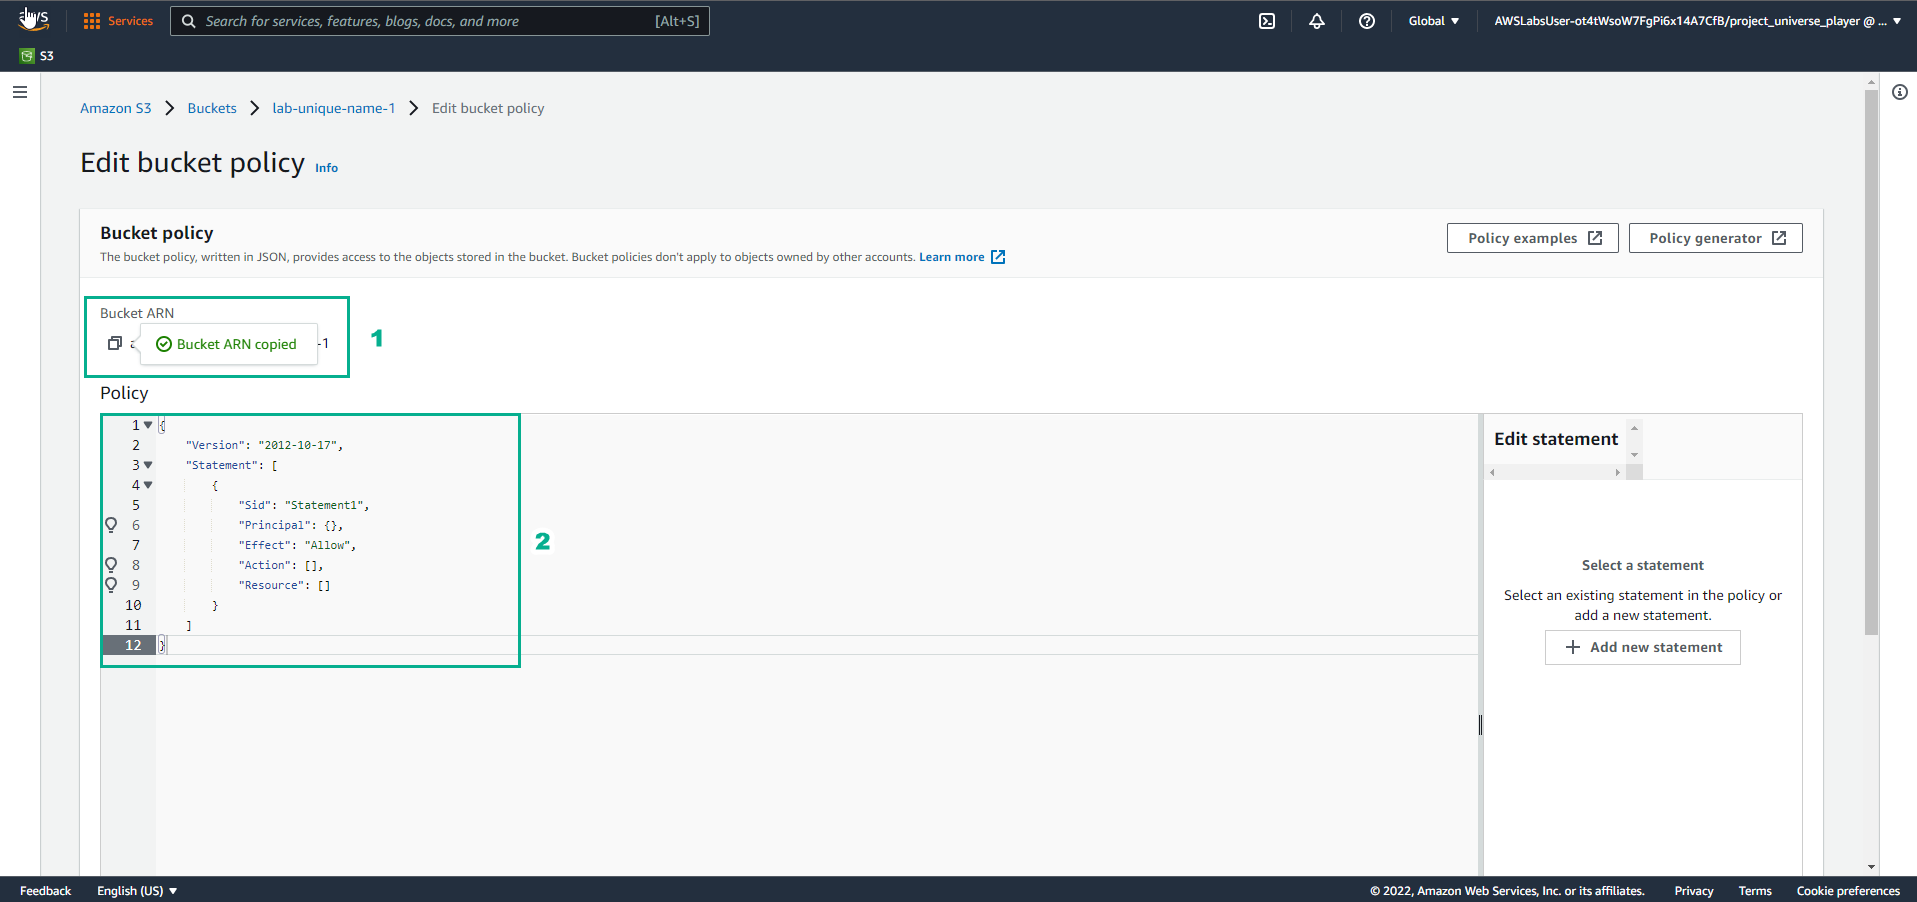 aws
Services
Search for services, features, blogs, docs, and more [Alt+S]
Global
AWSLabsUser-ot4tWsoW7FgPi6x14A7CfB/project_universe_player @ ...
S3
Amazon S3 > Buckets > lab-unique-name-1 > Edit bucket policy
Edit bucket policy Info
Bucket policy
Policy examples
Policy generator
The bucket policy, written in JSON, provides access to the objects stored in the bucket. Bucket policies don't apply to objects owned by other accounts. Learn more
Bucket ARN
Bucket ARN copied -1
1
Policy
1 {
2 "Version": "2012-10-17",
3 "Statement": [
4 {
5 "Sid": "Statement1",
6 "Principal": {},
7 "Effect": "Allow",
8 "Action": [],
9 "Resource": []
10 }
11 ]
12 }
2
Edit statement
Select a statement
Select an existing statement in the policy or
add a new statement.
+ Add new statement
Feedback
English (US)
© 2022, Amazon Web Services, Inc. or its affiliates.
Privacy
Terms
Cookie preferences